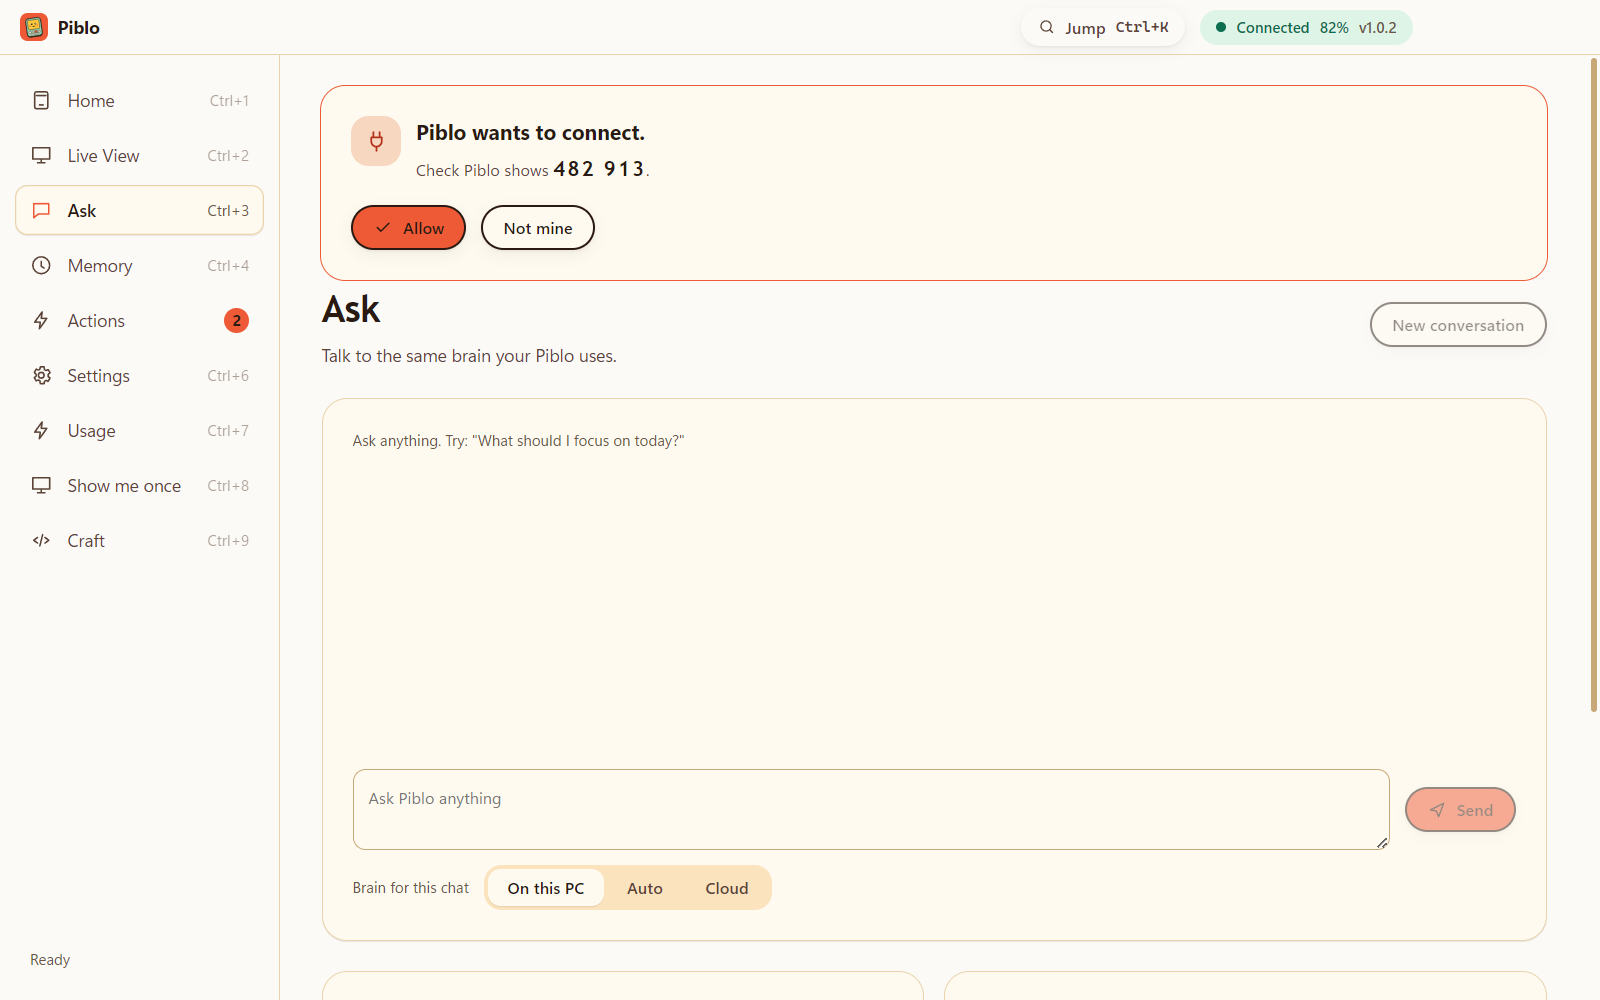 Piblo
Jump Ctrl+K
Connected 82% v1.0.2
Home Ctrl+1
Live View Ctrl+2
Ask Ctrl+3
Memory Ctrl+4
Actions 2
Settings Ctrl+6
Usage Ctrl+7
Show me once Ctrl+8
Craft Ctrl+9
Ready
Piblo wants to connect.
Check Piblo shows 482 913.
Allow
Not mine
Ask
Talk to the same brain your Piblo uses.
New conversation
Ask anything. Try: "What should I focus on today?"
Ask Piblo anything
Send
Brain for this chat
On this PC
Auto
Cloud